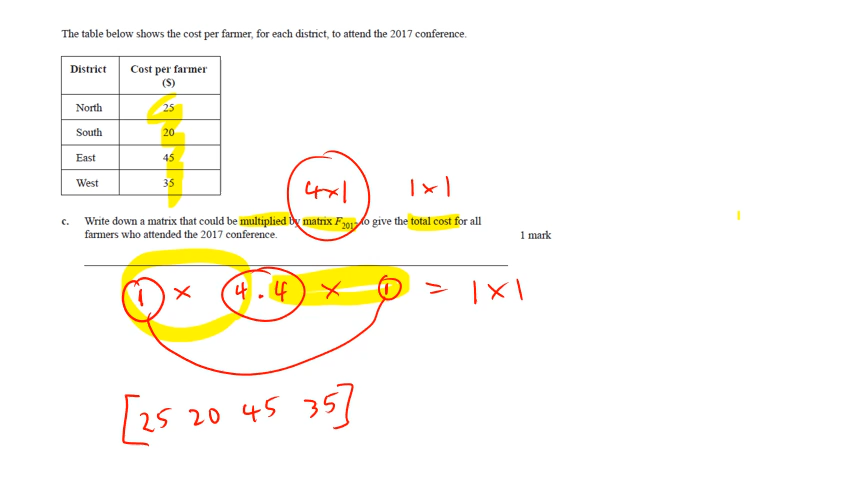 The table below shows the cost per farmer, for each district, to attend the 2017 conference.
District Cost per farmer ($)
North 25
South 20
East 45
West 35
4×1 1×1
c. Write down a matrix that could be multiplied by matrix F2017 to give the total cost for all
farmers who attended the 2017 conference.
1 mark
1 × 4 . 4 × 1 = 1×1
[25 20 45 35]